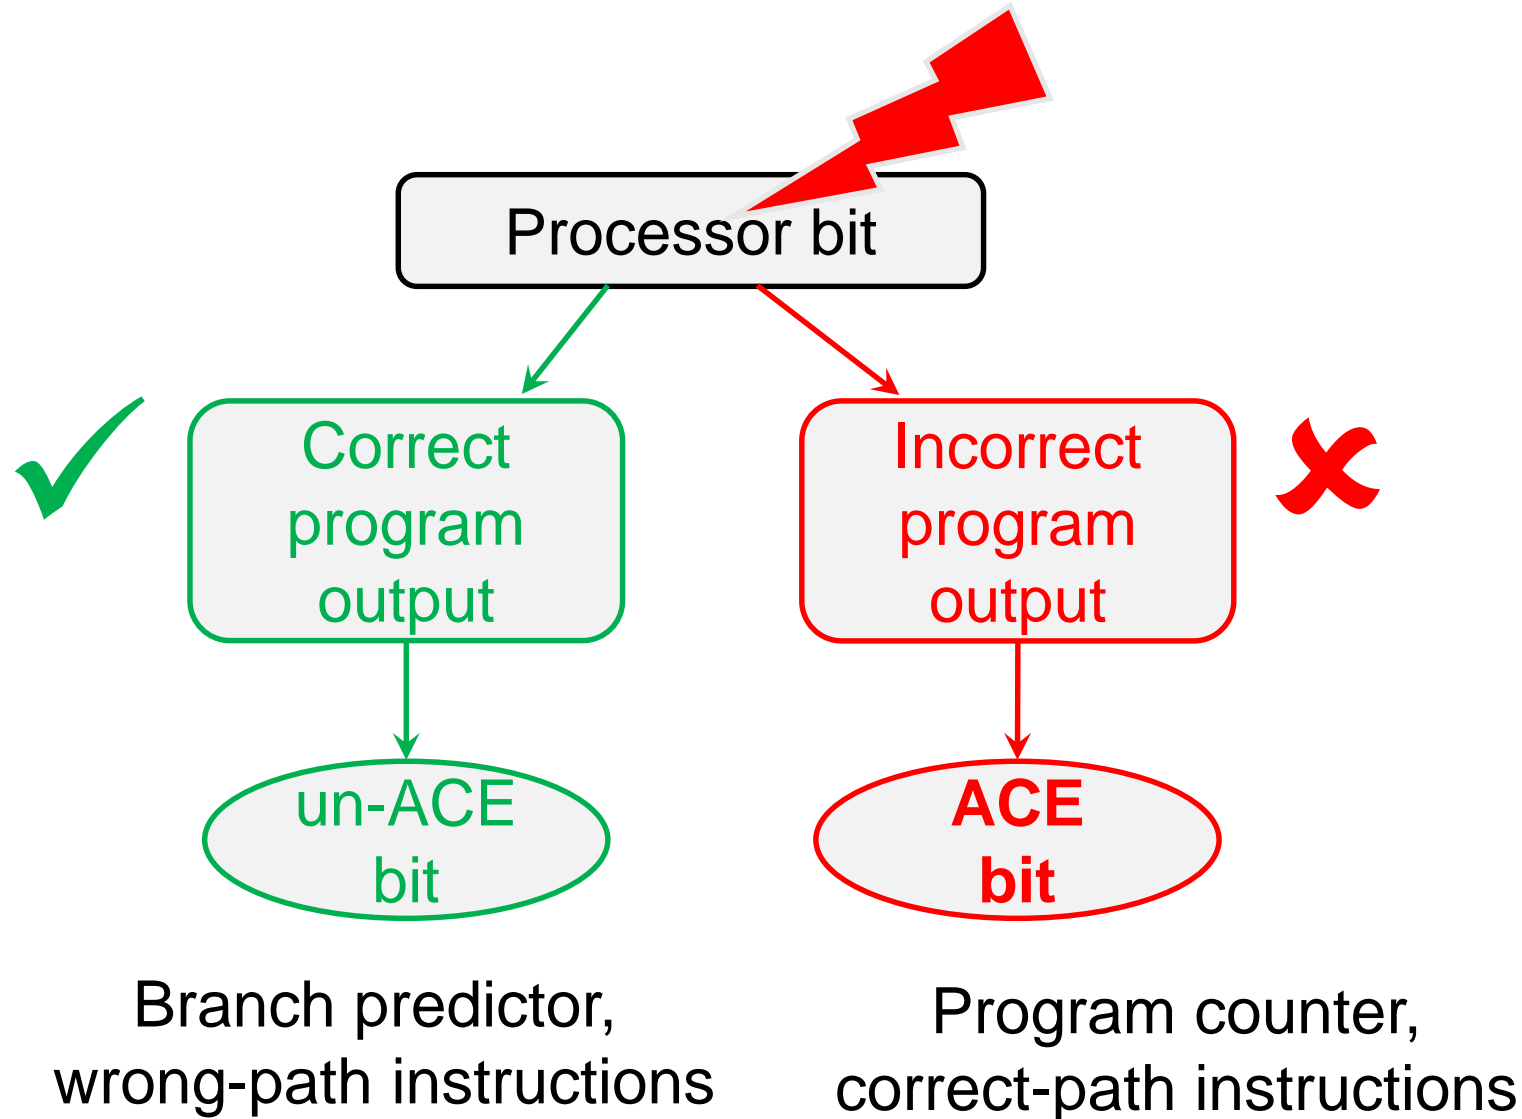 Processor bit
Correct
program
output
Incorrect
program
output
un-ACE
bit
ACE
bit
Branch predictor,
wrong-path instructions
Program counter,
correct-path instructions